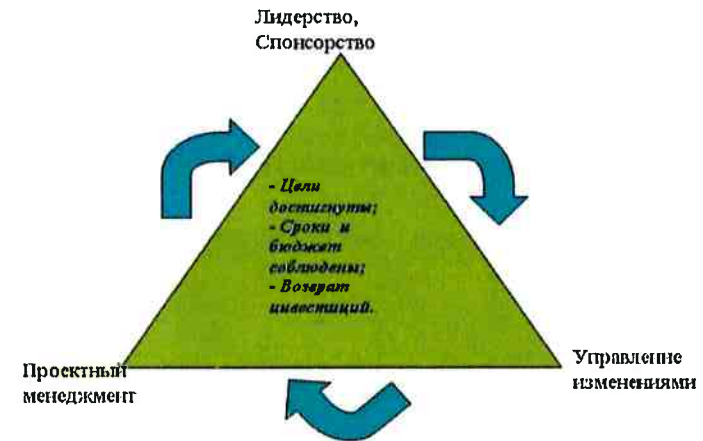 Лидерство,
Спонсорство
- Цели
достигнуты;
- Сроки и
бюджет
соблюдены;
- Возврат
инвестиций.
Проектный
менеджмент
Управление
изменениями